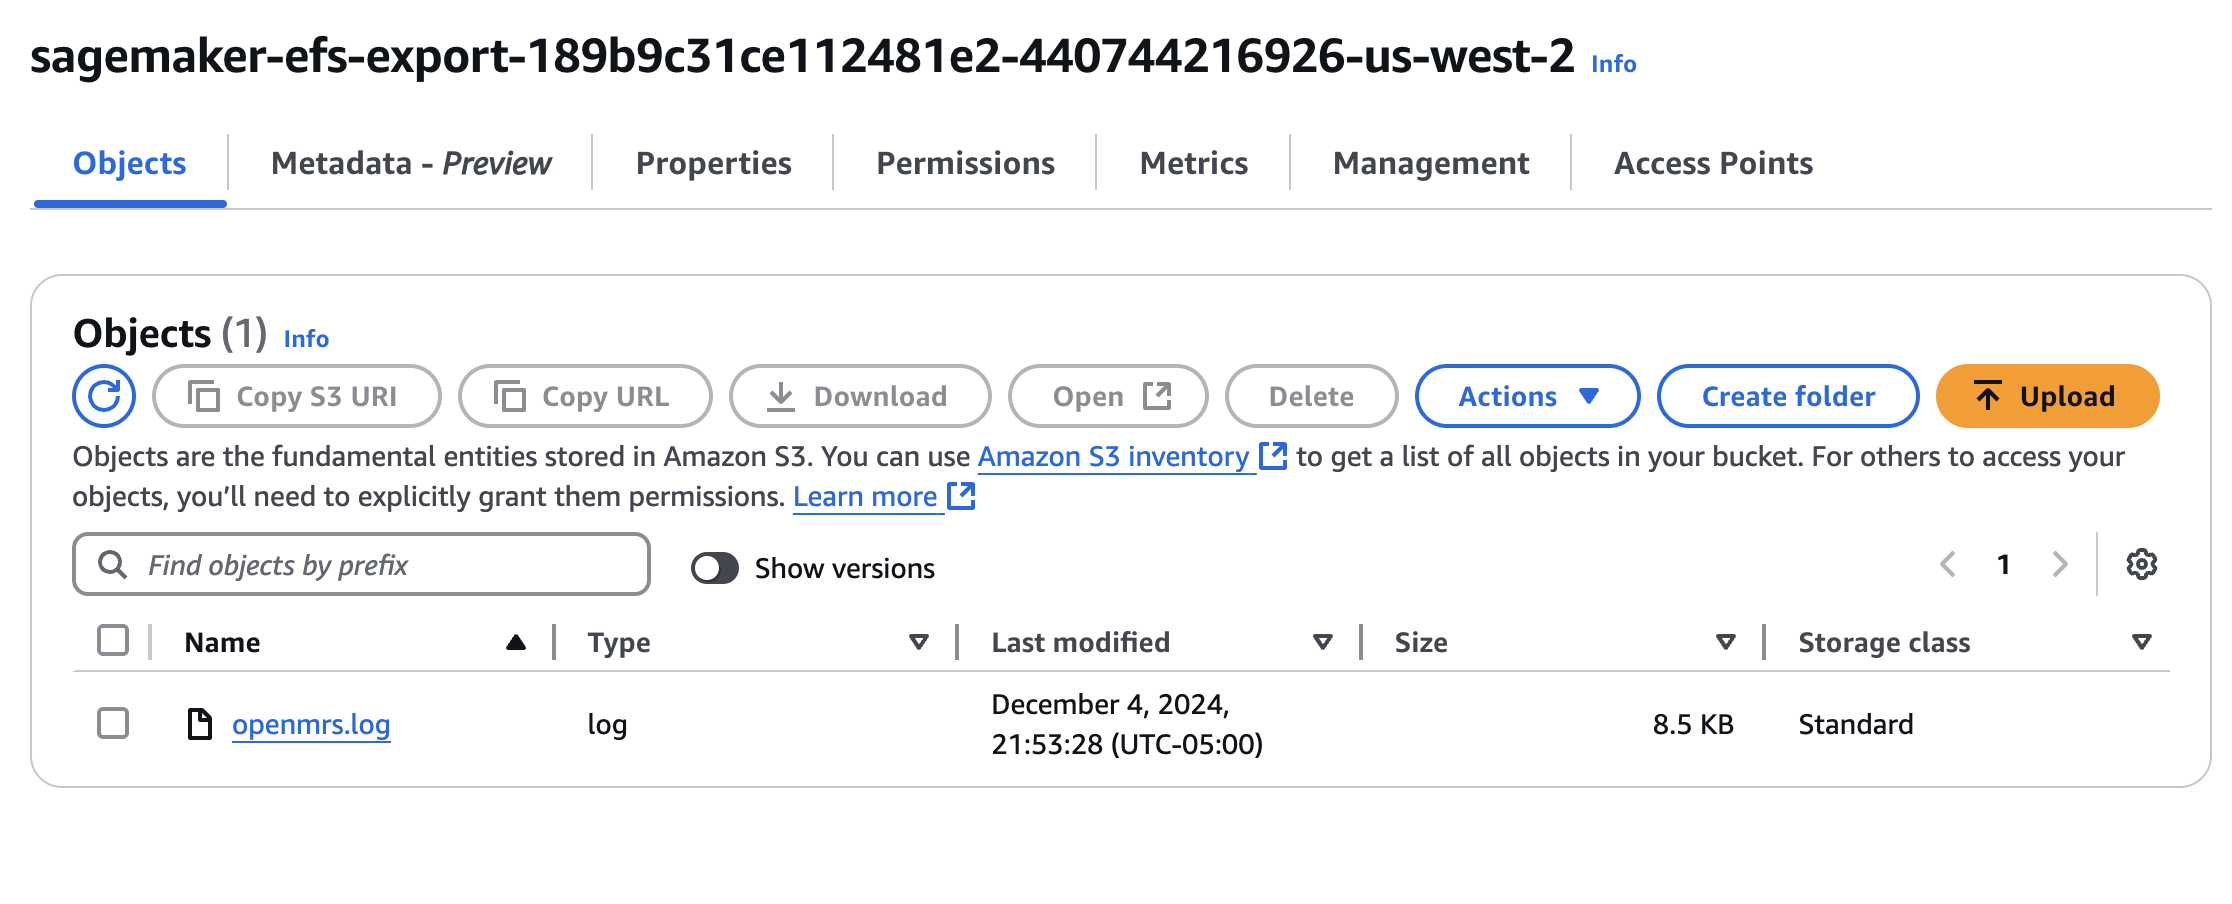 sagemaker-efs-export-189b9c31ce112481e2-440744216926-us-west-2 Info
Objects Metadata - Preview Properties Permissions Metrics Management Access Points
Objects (1) Info
Copy S3 URI Copy URL Download Open Delete Actions Create folder Upload
Objects are the fundamental entities stored in Amazon S3. You can use Amazon S3 inventory to get a list of all objects in your bucket. For others to access your
objects, you'll need to explicitly grant them permissions. Learn more
Find objects by prefix Show versions 1
Name Type Last modified Size Storage class
openmrs.log log December 4, 2024, 8.5 KB Standard
21:53:28 (UTC-05:00)